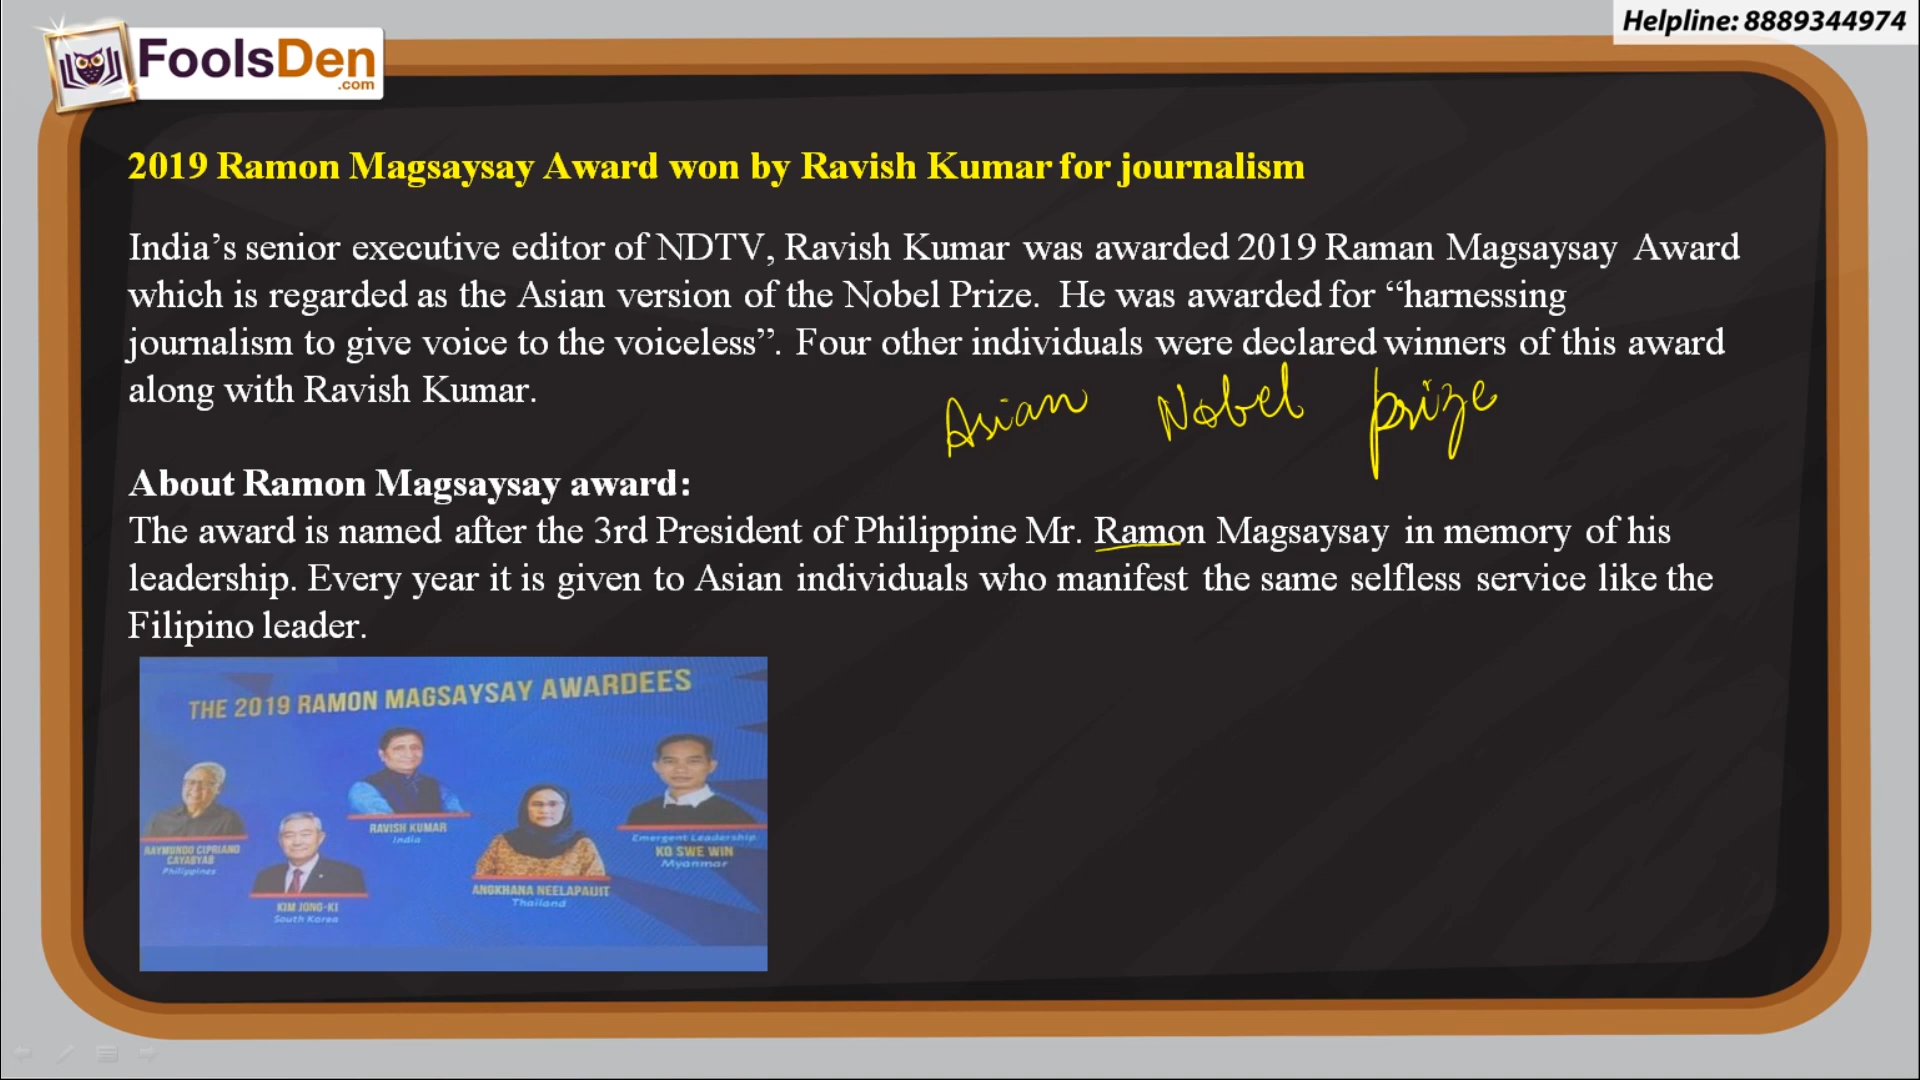 Helpline: 8889344974
FoolsDen
.com
2019 Ramon Magsaysay Award won by Ravish Kumar for journalism
India’s senior executive editor of NDTV, Ravish Kumar was awarded 2019 Raman Magsaysay Award
which is regarded as the Asian version of the Nobel Prize. He was awarded for “harnessing
journalism to give voice to the voiceless”. Four other individuals were declared winners of this award
along with Ravish Kumar.
Asian Nobel prize
About Ramon Magsaysay award:
The award is named after the 3rd President of Philippine Mr. Ramon Magsaysay in memory of his
leadership. Every year it is given to Asian individuals who manifest the same selfless service like the
Filipino leader.
THE 2019 RAMON MAGSAYSAY AWARDEES
RAYMUNDO CIPRIANO
CAYABYAB
Philippines
KIM JONG-KI
South Korea
RAVISH KUMAR
India
ANGKHANA NEELAPAIJIT
Thailand
Emergent Leadership
KO SWE WIN
Myanmar